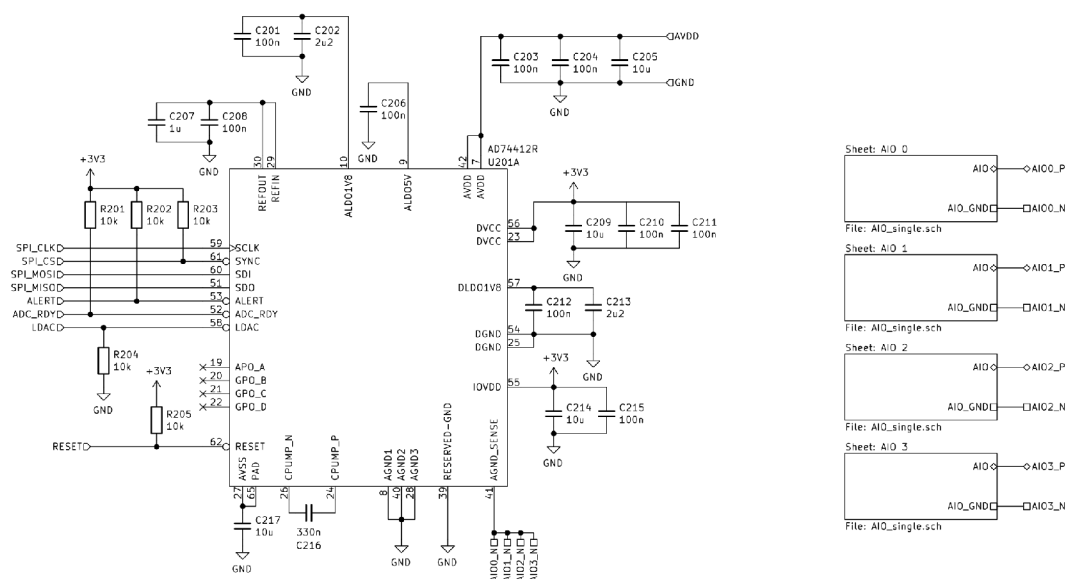 C201
100n
C202
2u2
GND
C203
100n
C204
100n
C205
10u
AVDD
GND
GND
C207
1u
C208
100n
GND
C206
100n
GND
+3V3
30
29
10
9
42
7
REFOUT
REFIN
ALDO1V8
ALDO5V
AVDD
AVDD
AD74412R
U201A
R201
10k
R202
10k
R203
10k
SPI_CLK
59
SCLK
SPI_CS
61
SYNC
SPI_MOSI
60
SDI
SPI_MISO
51
SDO
ALERT
53
ALERT
ADC_RDY
52
ADC_RDY
LDAC
58
LDAC
R204
10k
GND
19
APO_A
20
GPO_B
21
GPO_C
22
GPO_D
+3V3
R205
10k
RESET
62
RESET
+3V3
DVCC
56
DVCC
23
C209
10u
C210
100n
C211
100n
GND
DLDO1V8
57
C212
100n
C213
2u2
DGND
54
DGND
25
GND
+3V3
IOVDD
55
C214
10u
C215
100n
GND
AVSS
PAD
CPUMP_N
CPUMP_P
AGND1
AGND2
AGND3
RESERVED-GND
AGND_SENSE
27
65
26
24
8
40
28
39
41
C217
10u
GND
330n
C216
GND
GND
AIO0_N
AIO1_N
AIO2_N
AIO3_N
Sheet: AIO 0
AIO
AIO0_P
AIO_GND
AIO0_N
File: AIO_single.sch
Sheet: AIO 1
AIO
AIO1_P
AIO_GND
AIO1_N
File: AIO_single.sch
Sheet: AIO 2
AIO
AIO2_P
AIO_GND
AIO2_N
File: AIO_single.sch
Sheet: AIO 3
AIO
AIO3_P
AIO_GND
AIO3_N
File: AIO_single.sch